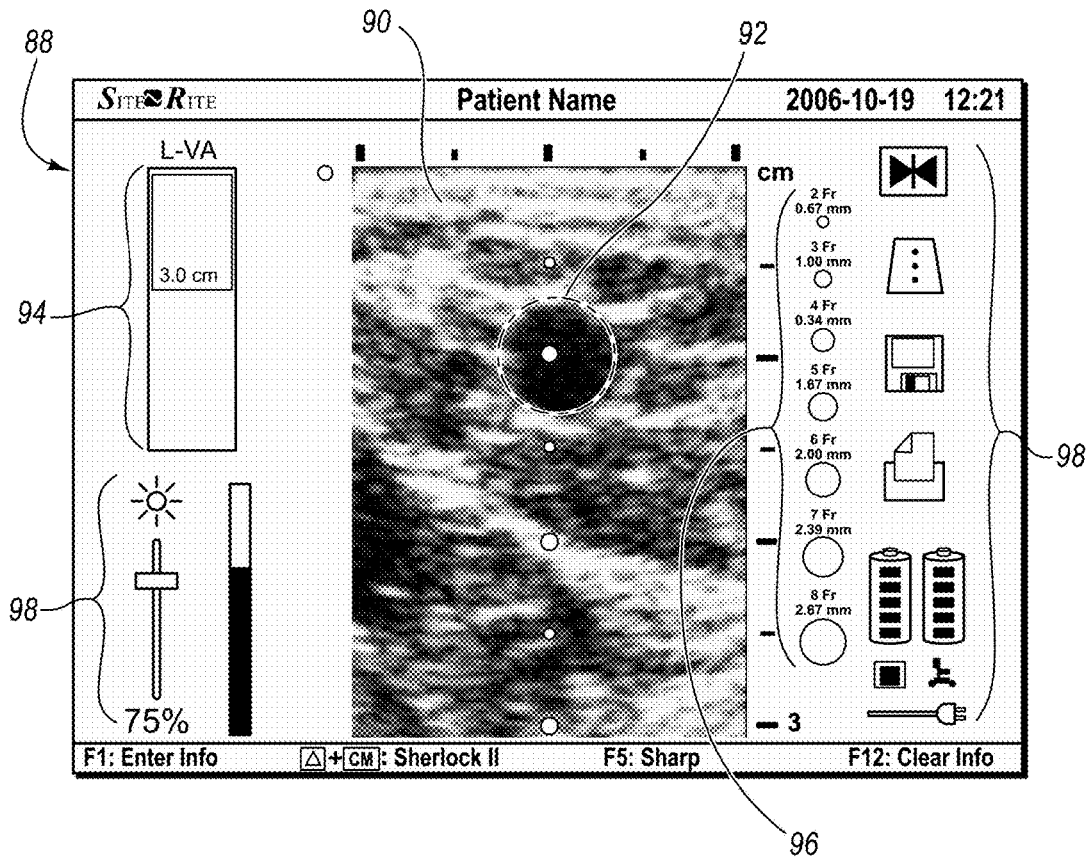 88
90
92
SITE RITE Patient Name 2006-10-19 12:21
L-VA
cm
2 Fr
0.67 mm
3.0 cm
3 Fr
1.00 mm
94
4 Fr
0.34 mm
5 Fr
1.67 mm
6 Fr
2.00 mm
98
7 Fr
2.39 mm
98
8 Fr
2.67 mm
75%
3
F1: Enter Info △+CM: Sherlock II F5: Sharp F12: Clear Info
96